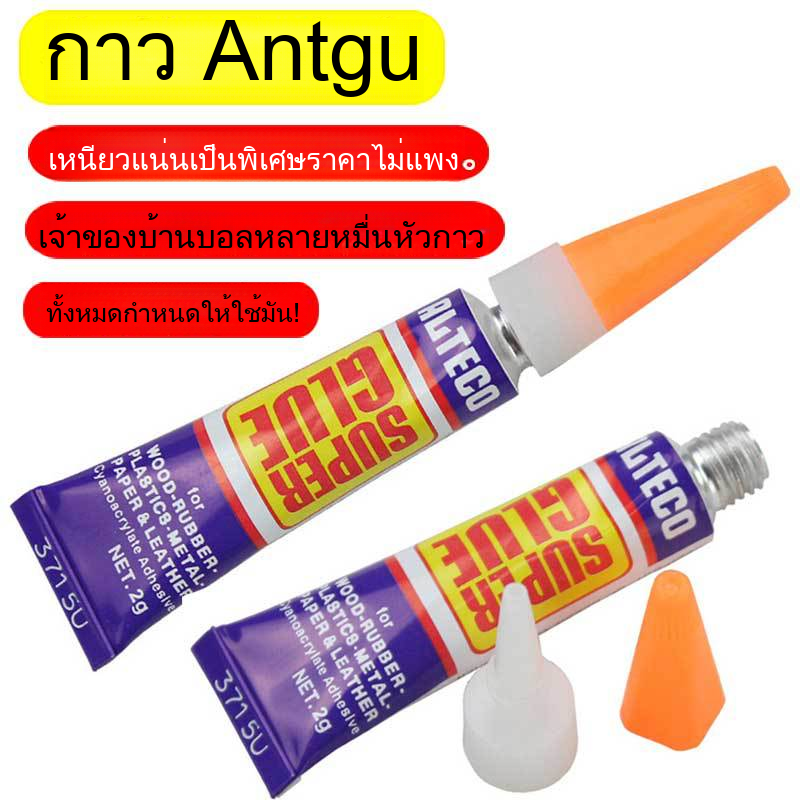 กาว Antgu
เหนียวแน่นเป็นพิเศษราคาไม่แพง。
เจ้าของบ้านบอลหลายหมื่นหัวกาว
ทั้งหมดกำหนดให้ใช้มัน!
ALTECO
SUPER
GLUE
for
WOOD-RUBBER-
PLASTICS-METAL-
PAPER & LEATHER
Cyanoacrylate Adhesive
NET. 2g
3715U
ALTECO
SUPER
GLUE
for
WOOD-RUBBER-
PLASTICS-METAL-
PAPER & LEATHER
Cyanoacrylate Adhesive
NET. 2g
3715U